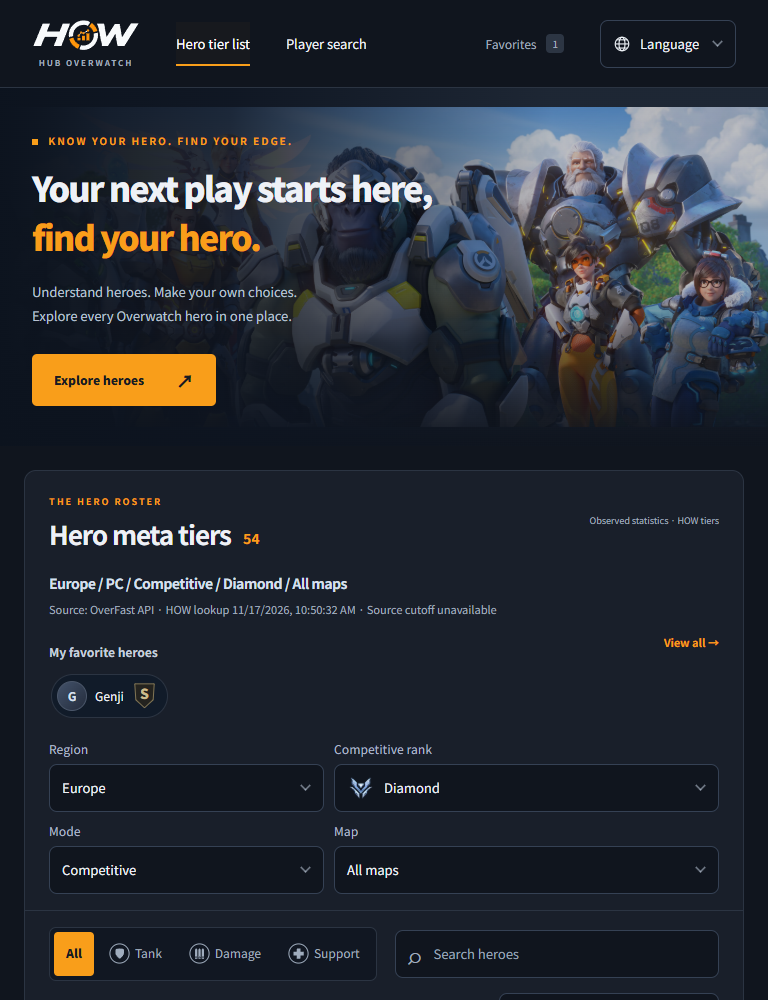 HOW
HUB OVERWATCH
Hero tier list
Player search
Favorites 1
Language
KNOW YOUR HERO. FIND YOUR EDGE.
Your next play starts here,
find your hero.
Understand heroes. Make your own choices.
Explore every Overwatch hero in one place.
Explore heroes ↗
THE HERO ROSTER
Hero meta tiers 54
Observed statistics · HOW tiers
Europe / PC / Competitive / Diamond / All maps
Source: OverFast API · HOW lookup 11/17/2026, 10:50:32 AM · Source cutoff unavailable
My favorite heroes
View all →
G Genji S
Region
Competitive rank
Europe
Diamond
Mode
Map
Competitive
All maps
All
Tank
Damage
Support
Search heroes